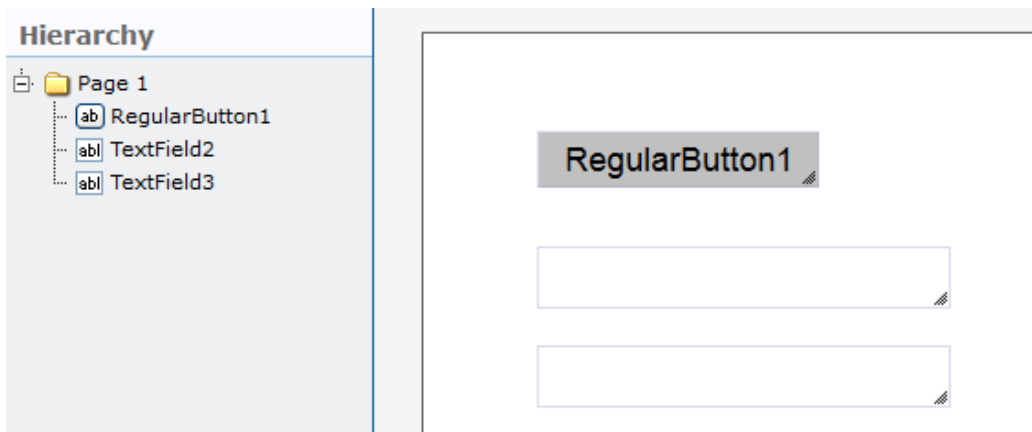 Hierarchy
Page 1
ab RegularButton1
abl TextField2
abl TextField3
RegularButton1